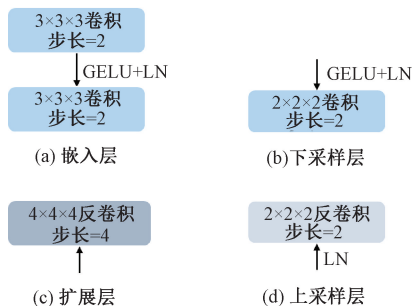 3×3×3卷积
步长=2
GELU+LN
3×3×3卷积
步长=2
(a) 嵌入层
GELU+LN
2×2×2卷积
步长=2
(b)下采样层
4×4×4反卷积
步长=4
(c) 扩展层
2×2×2反卷积
步长=2
LN
(d) 上采样层